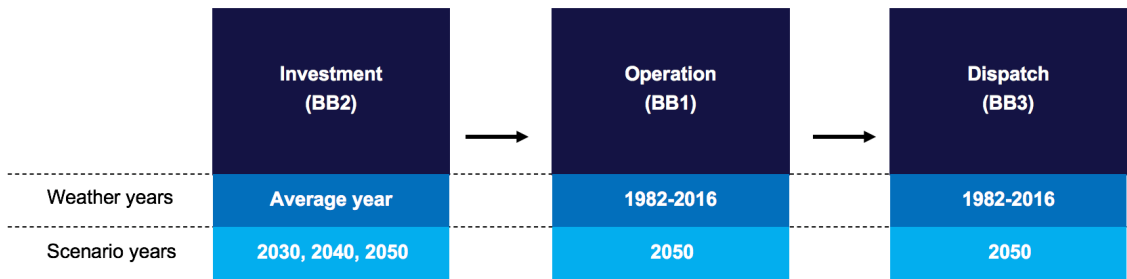 Investment
(BB2)
Operation
(BB1)
Dispatch
(BB3)
Weather years
Average year
1982-2016
1982-2016
Scenario years
2030, 2040, 2050
2050
2050